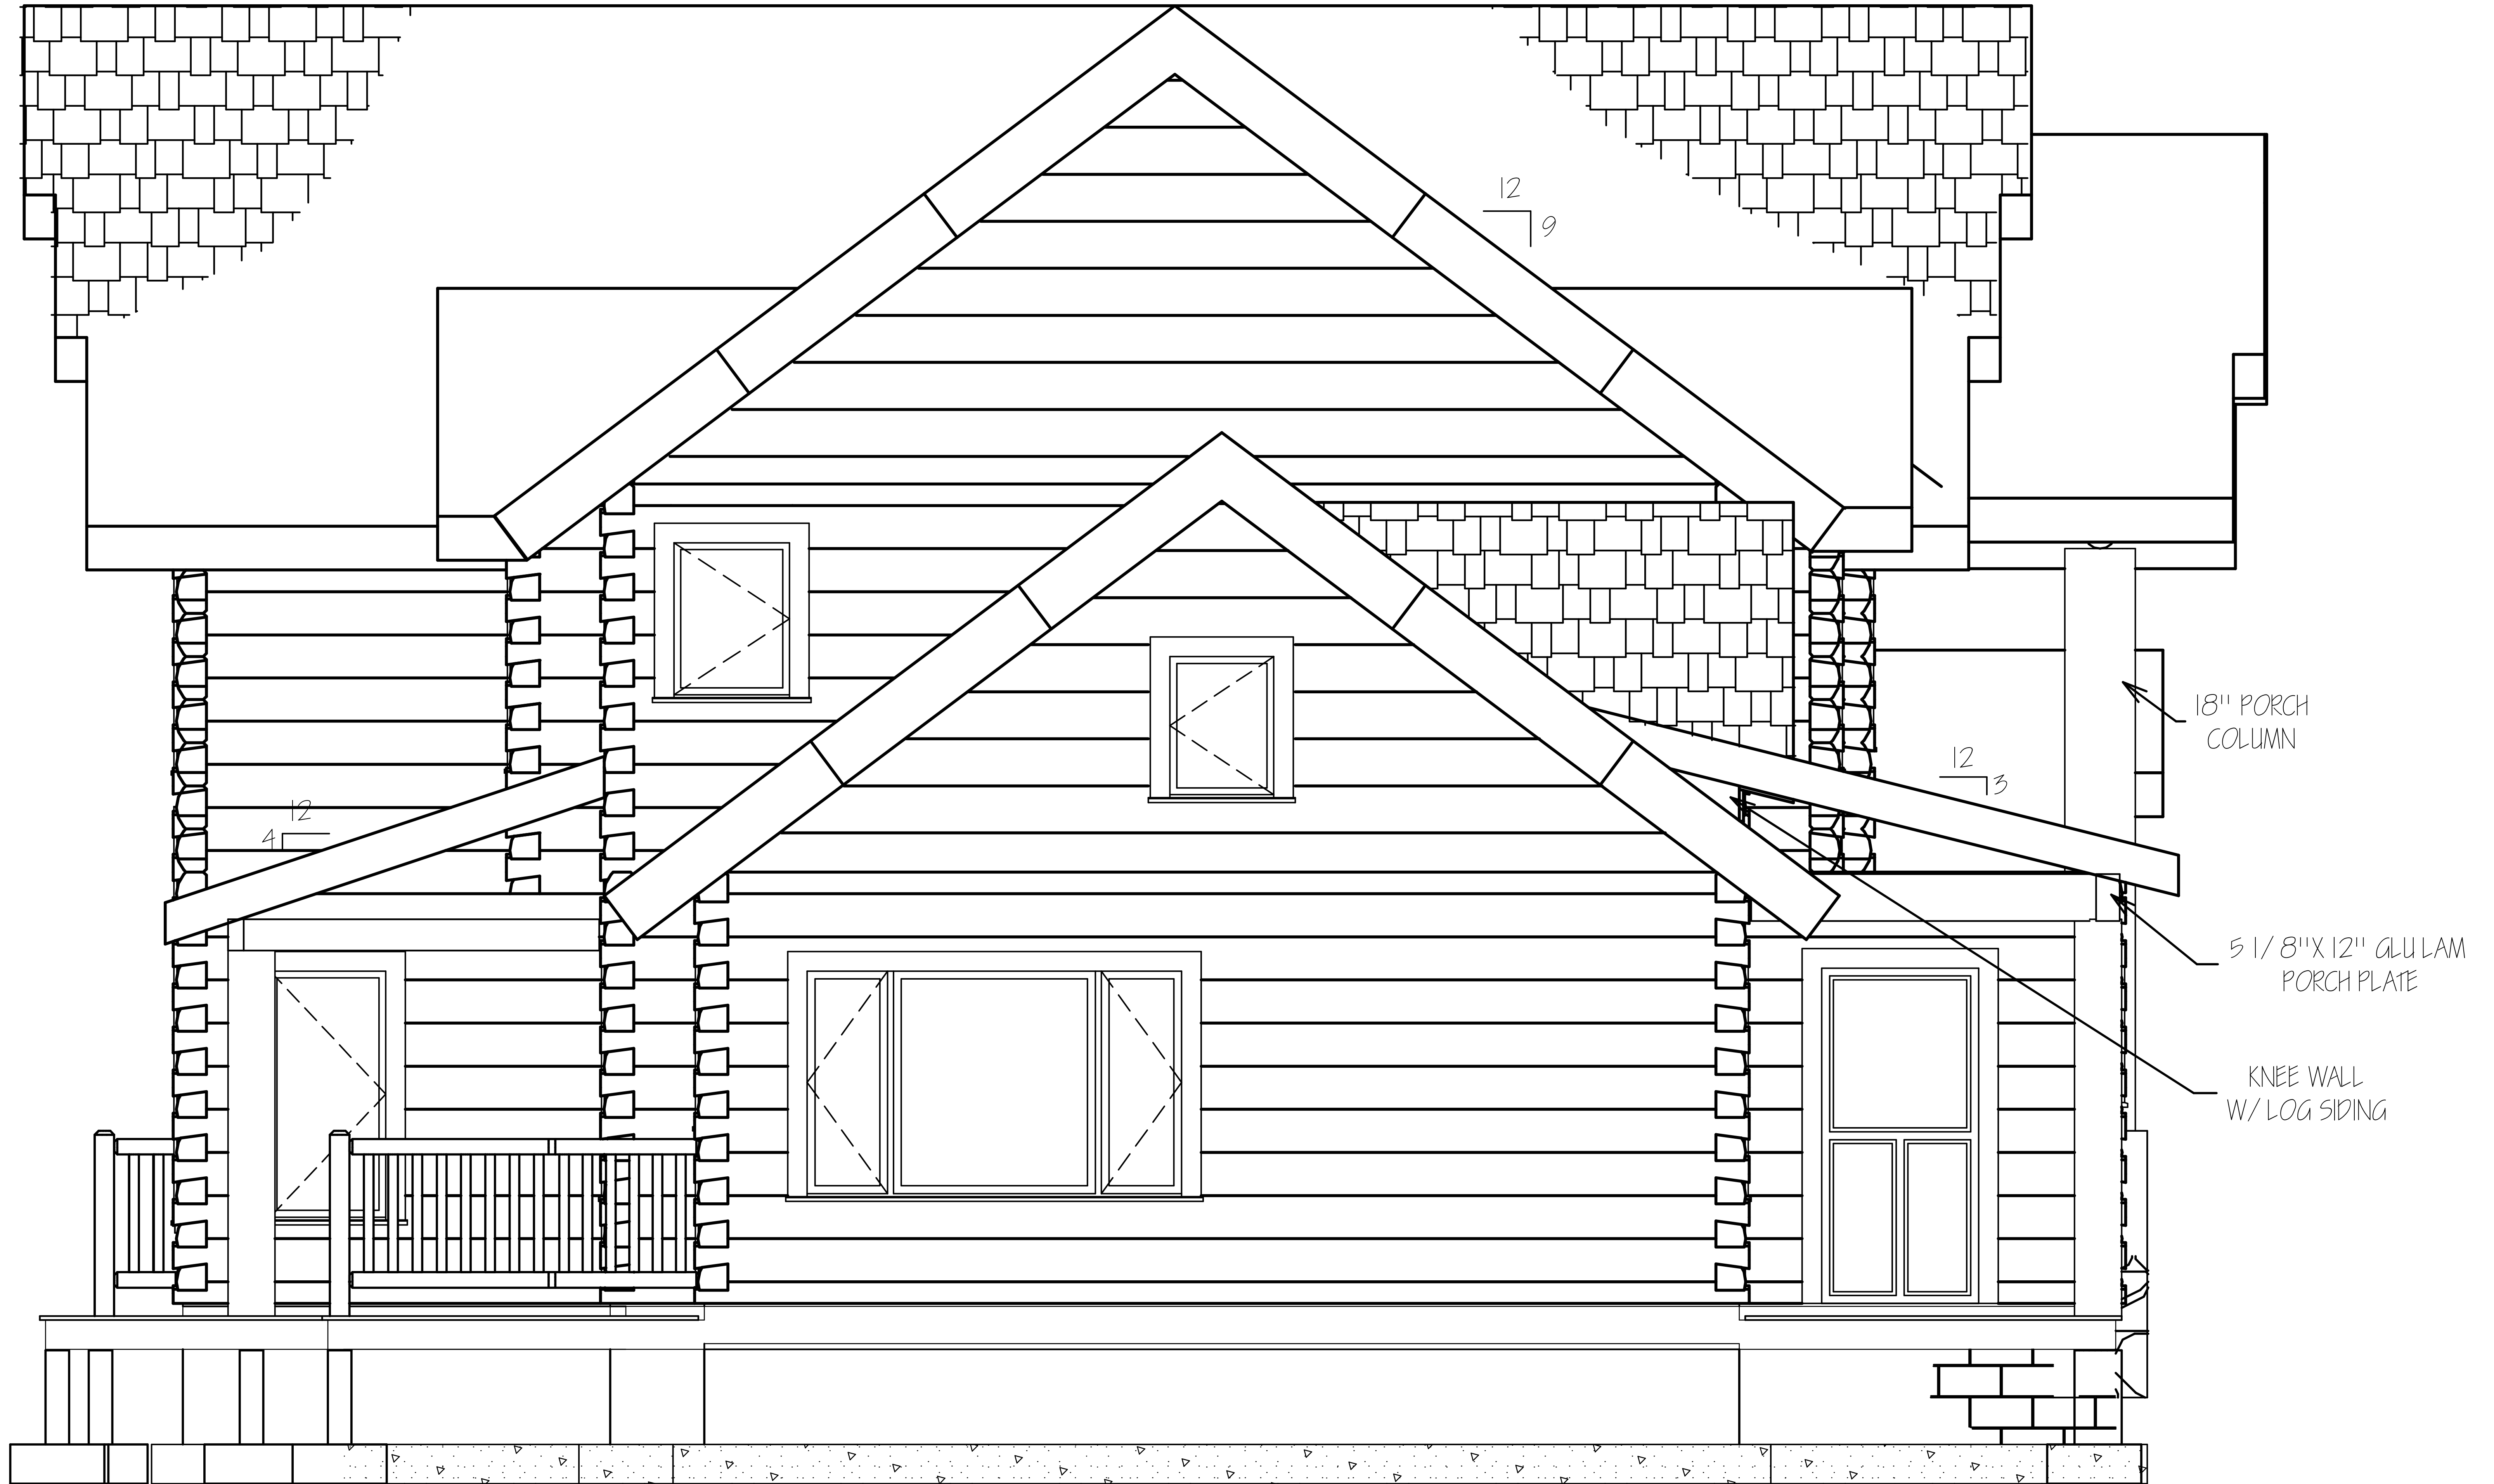 12
9
18" PORCH
COLUMN
12
3
12
4
5 1/8"X12" GLU LAM
PORCH PLATE
KNEE WALL
W/ LOG SIDING